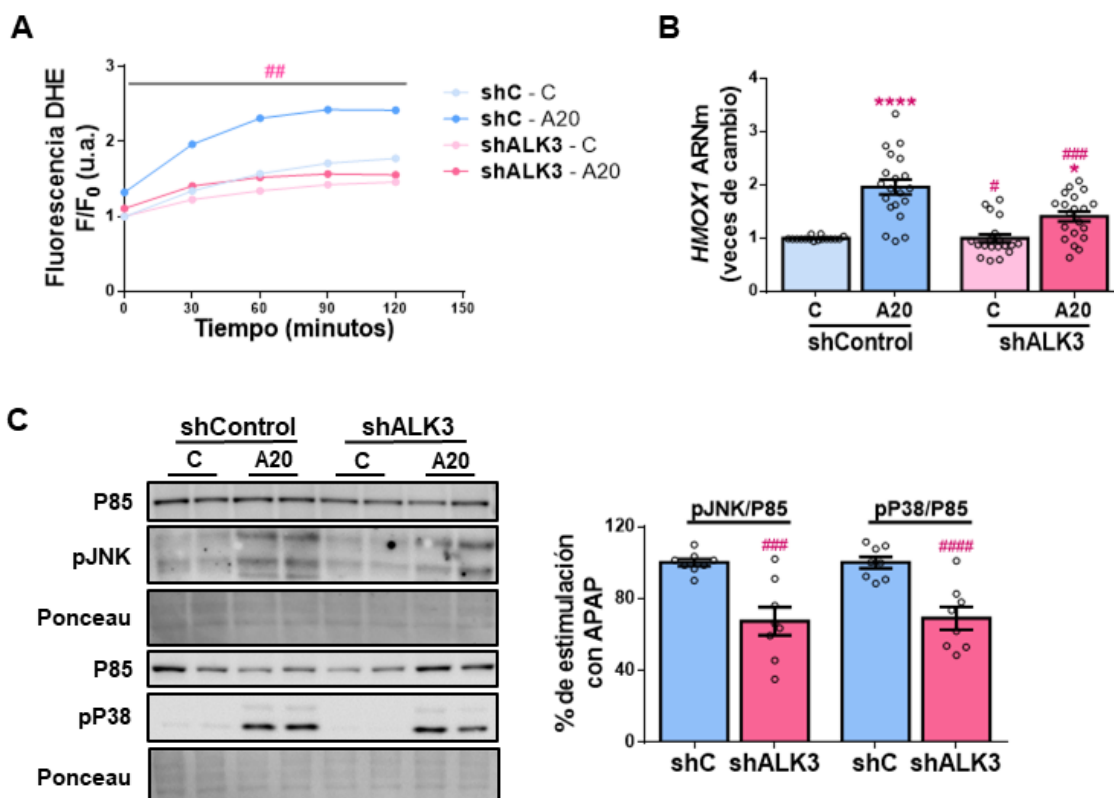 A
Fluorescencia DHE
F/F0 (u.a.)
3
2
1
0
##
0 30 60 90 120 150
Tiempo (minutos)
shC - C
shC - A20
shALK3 - C
shALK3 - A20
B
HMOX1 ARNm
(veces de cambio)
4
3
2
1
0
****
#
###
*
C A20 C A20
shControl shALK3
C
shControl shALK3
C A20 C A20
P85
pJNK
Ponceau
P85
pP38
Ponceau
% de estimulación
con APAP
120
80
40
0
pJNK/P85 pP38/P85
### ####
shC shALK3 shC shALK3